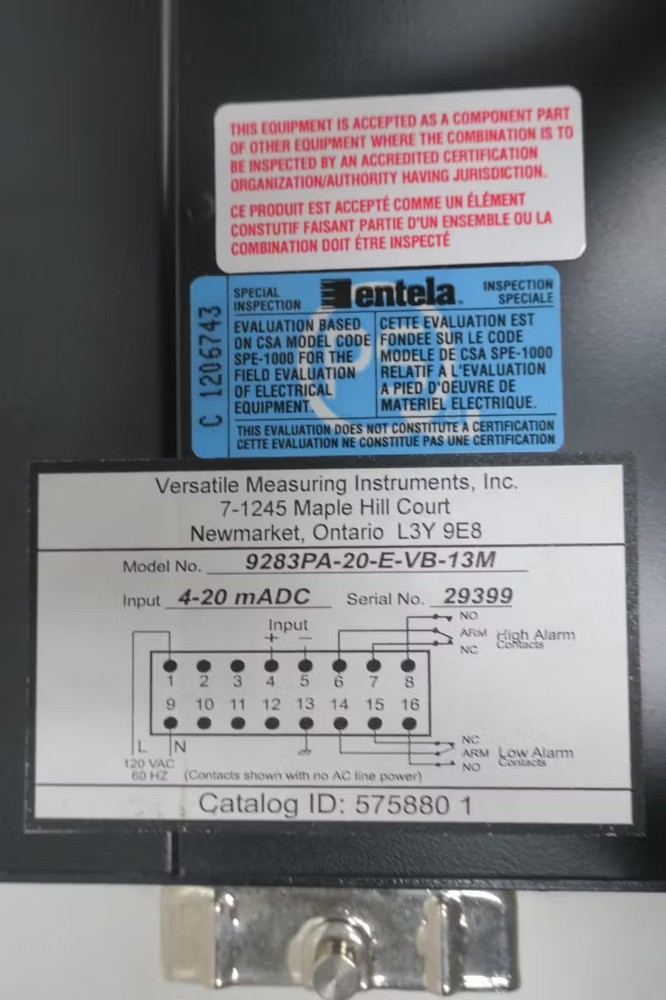 THIS EQUIPMENT IS ACCEPTED AS A COMPONENT PART
OF OTHER EQUIPMENT WHERE THE COMBINATION IS TO
BE INSPECTED BY AN ACCREDITED CERTIFICATION
ORGANIZATION/AUTHORITY HAVING JURISDICTION.
CE PRODUIT EST ACCEPTÉ COMME UN ÉLÉMENT
CONSTUTIF FAISANT PARTIE D'UN ENSEMBLE OU LA
COMBINATION DOIT ÉTRE INSPECTÉ
C 1206743
SPECIAL
INSPECTION
entela.
INSPECTION
SPECIALE
EVALUATION BASED
ON CSA MODEL CODE
SPE-1000 FOR THE
FIELD EVALUATION
OF ELECTRICAL
EQUIPMENT.
CETTE EVALUATION EST
FONDEE SUR LE CODE
MODELE DE CSA SPE-1000
RELATIF A L'EVALUATION
A PIED D'OEUVRE DE
MATERIEL ELECTRIQUE.
THIS EVALUATION DOES NOT CONSTITUTE A CERTIFICATION
CETTE EVALUATION NE CONSTITUE PAS UNE CERTIFICATION
Versatile Measuring Instruments, Inc.
7-1245 Maple Hill Court
Newmarket, Ontario L3Y 9E8
Model No. 9283PA-20-E-VB-13M
Input 4-20 mADC Serial No. 29399
Input
+ −
NO
ARM High Alarm
NC Contacts
1 2 3 4 5 6 7 8
9 10 11 12 13 14 15 16
L N
120 VAC
60 HZ (Contacts shown with no AC line power)
NC
ARM Low Alarm
NO Contacts
Catalog ID: 575880 1